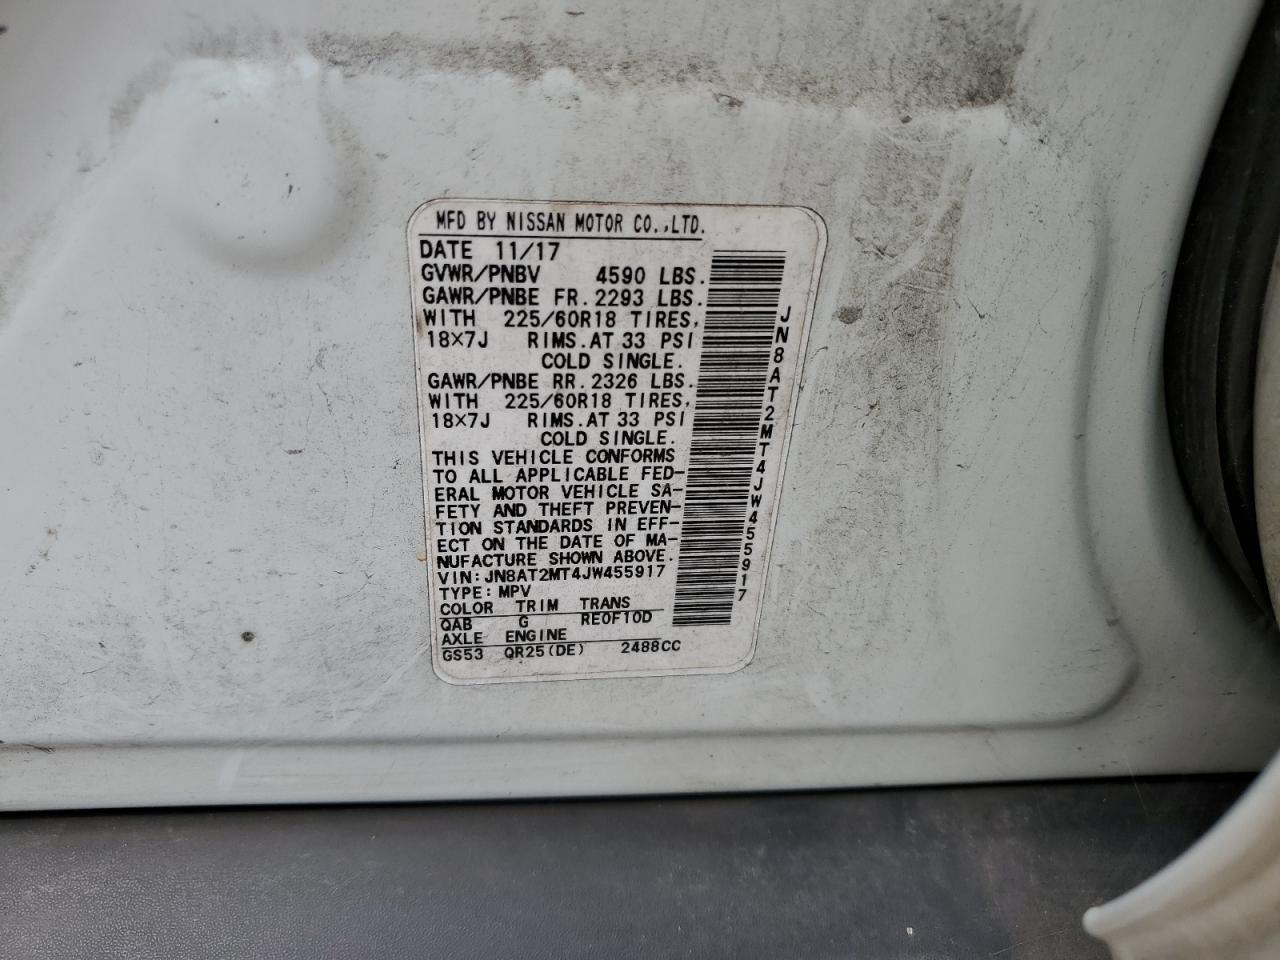 MFD BY NISSAN MOTOR CO.,LTD.
DATE 11/17
GVWR/PNBV 4590 LBS.
GAWR/PNBE FR.2293 LBS.
WITH 225/60R18 TIRES,
18×7J RIMS.AT 33 PSI
COLD SINGLE.
GAWR/PNBE RR.2326 LBS.
WITH 225/60R18 TIRES,
18×7J RIMS.AT 33 PSI
COLD SINGLE.
THIS VEHICLE CONFORMS
TO ALL APPLICABLE FED-
ERAL MOTOR VEHICLE SA-
FETY AND THEFT PREVEN-
TION STANDARDS IN EFF-
ECT ON THE DATE OF MA-
NUFACTURE SHOWN ABOVE.
VIN:JN8AT2MT4JW455917
TYPE:MPV
COLOR TRIM TRANS
QAB G RE0F10D
AXLE ENGINE
GS53 QR25(DE) 2488CC
JN8AT2MT4JW455917